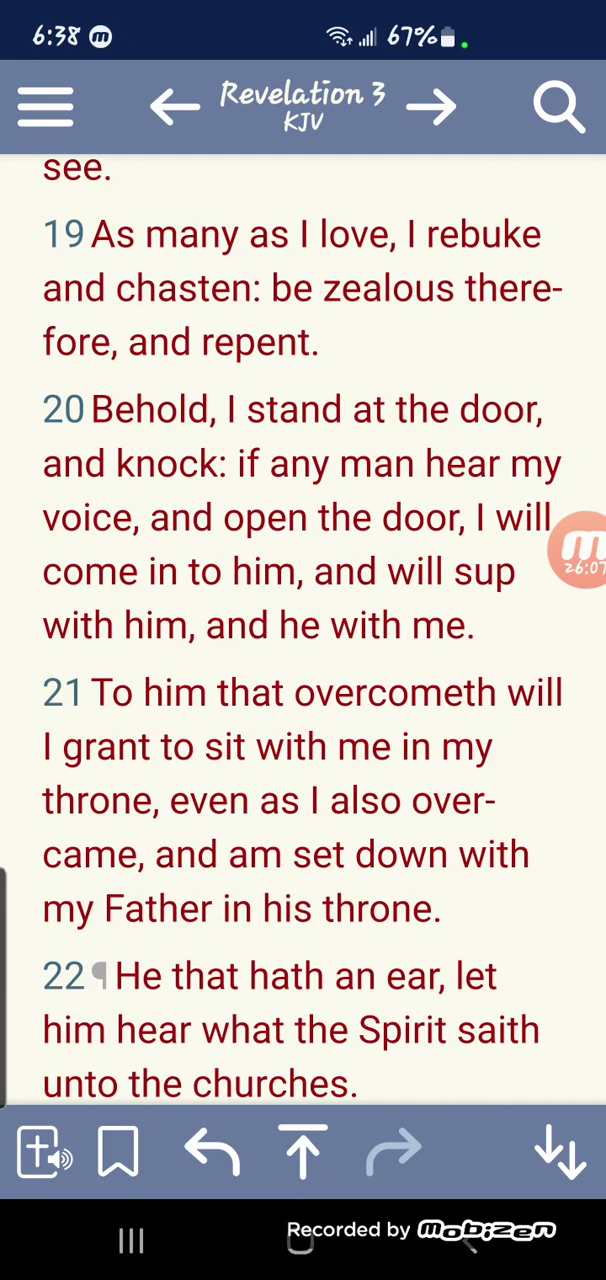 6:38 m 67%
Revelation 3
KJV
see.
19 As many as I love, I rebuke
and chasten: be zealous there-
fore, and repent.
20 Behold, I stand at the door,
and knock: if any man hear my
voice, and open the door, I will
come in to him, and will sup
with him, and he with me.
m
26:07
21 To him that overcometh will
I grant to sit with me in my
throne, even as I also over-
came, and am set down with
my Father in his throne.
22 ¶ He that hath an ear, let
him hear what the Spirit saith
unto the churches.
Recorded by mobizen